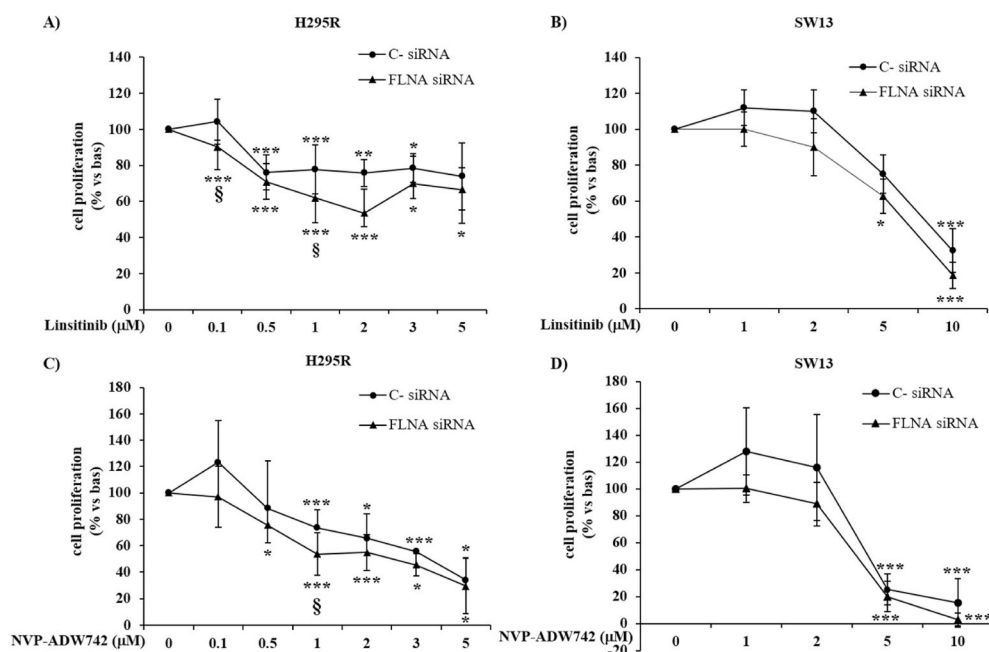 A)
H295R
C- siRNA
FLNA siRNA
cell proliferation
(% vs bas)
140
120
100
80
60
40
20
0
*** *** ** *
*** *** *** *** * *
§ §
Linsitinib (μM) 0 0.1 0.5 1 2 3 5
B)
SW13
C- siRNA
FLNA siRNA
cell proliferation
(% vs bas)
140
120
100
80
60
40
20
0
***
* ***
Linsitinib (μM) 0 1 2 5 10
C)
H295R
C- siRNA
FLNA siRNA
cell proliferation
(% vs bas)
180
160
140
120
100
80
60
40
20
0
*** * *** *
* *** *** * *
§
NVP-ADW742 (μM) 0 0.1 0.5 1 2 3 5
D)
SW13
C- siRNA
FLNA siRNA
cell proliferation
(% vs bas)
180
160
140
120
100
80
60
40
20
0
-20
*** ***
*** ***
NVP-ADW742 (μM) 0 1 2 5 10